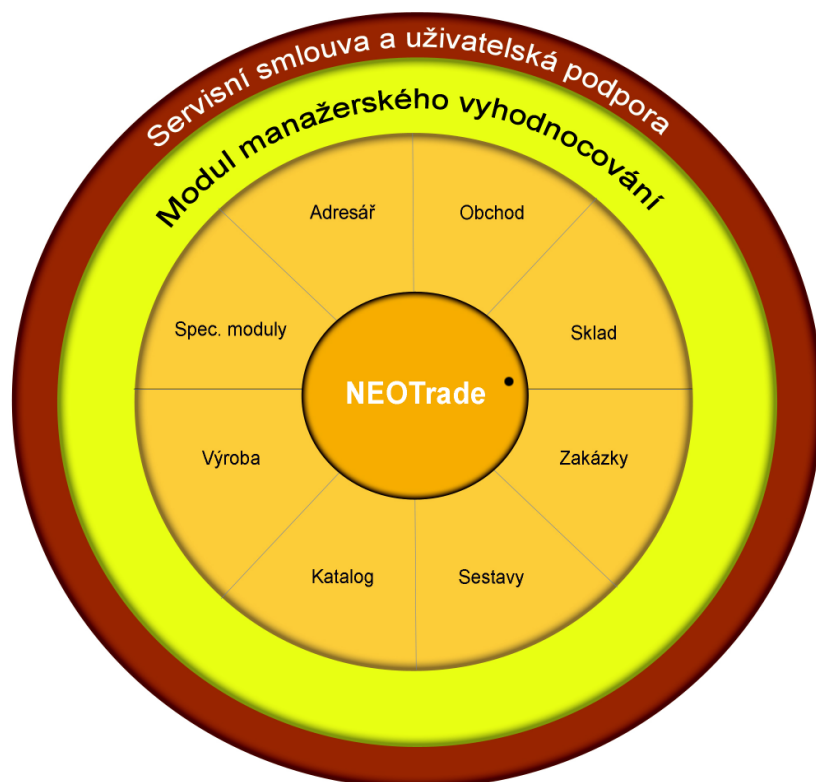 Servisní smlouva a uživatelská podpora
Modul manažerského vyhodnocování
Adresář
Obchod
Spec. moduly
Sklad
NEOTrade
Výroba
Zakázky
Katalog
Sestavy